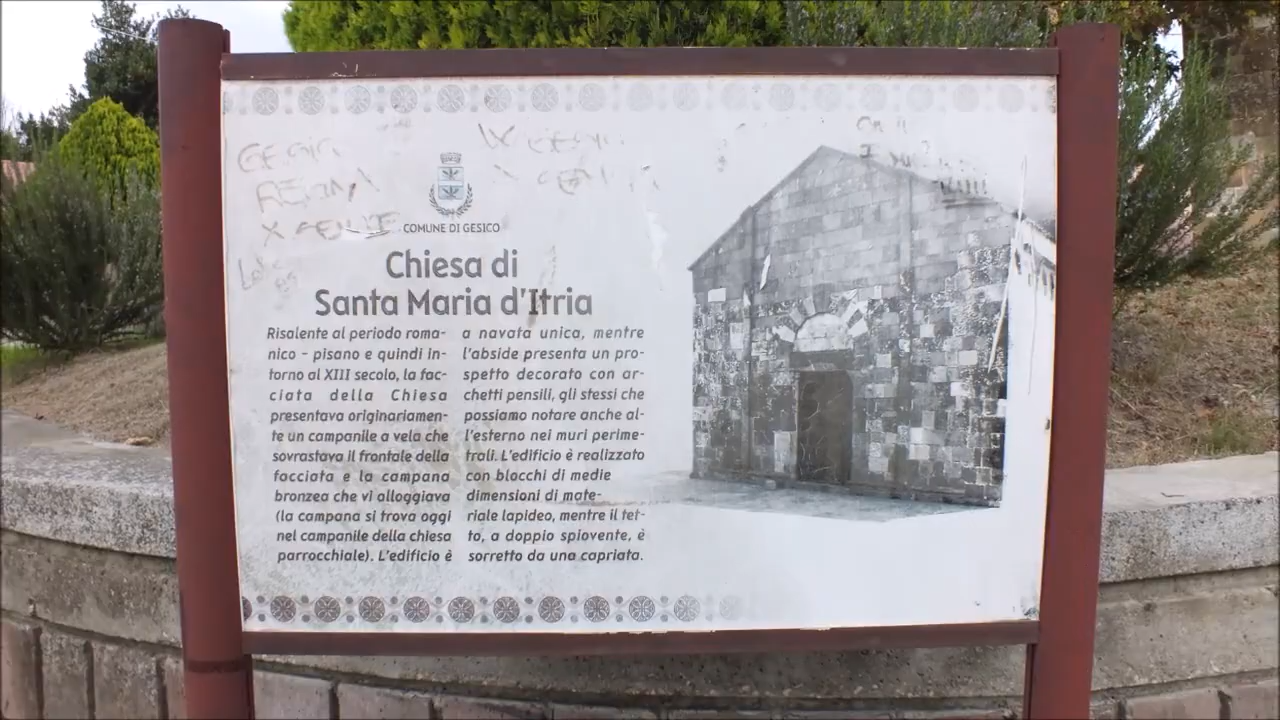 COMUNE DI GESICO
Chiesa di
Santa Maria d'Itria
Risalente al periodo roma-
nico - pisano e quindi in-
torno al XIII secolo, la fac-
ciata della Chiesa
presentava originariamen-
te un campanile a vela che
sovrastava il frontale della
facciata e la campana
bronzea che vi alloggiava
(la campana si trova oggi
nel campanile della chiesa
parrocchiale). L'edificio è
a navata unica, mentre
l'abside presenta un pro-
spetto decorato con ar-
chetti pensili, gli stessi che
possiamo notare anche al-
l'esterno nei muri perime-
trali. L'edificio è realizzato
con blocchi di medie
dimensioni di mate-
riale lapideo, mentre il tet-
to, a doppio spiovente, è
sorretto da una capriata.